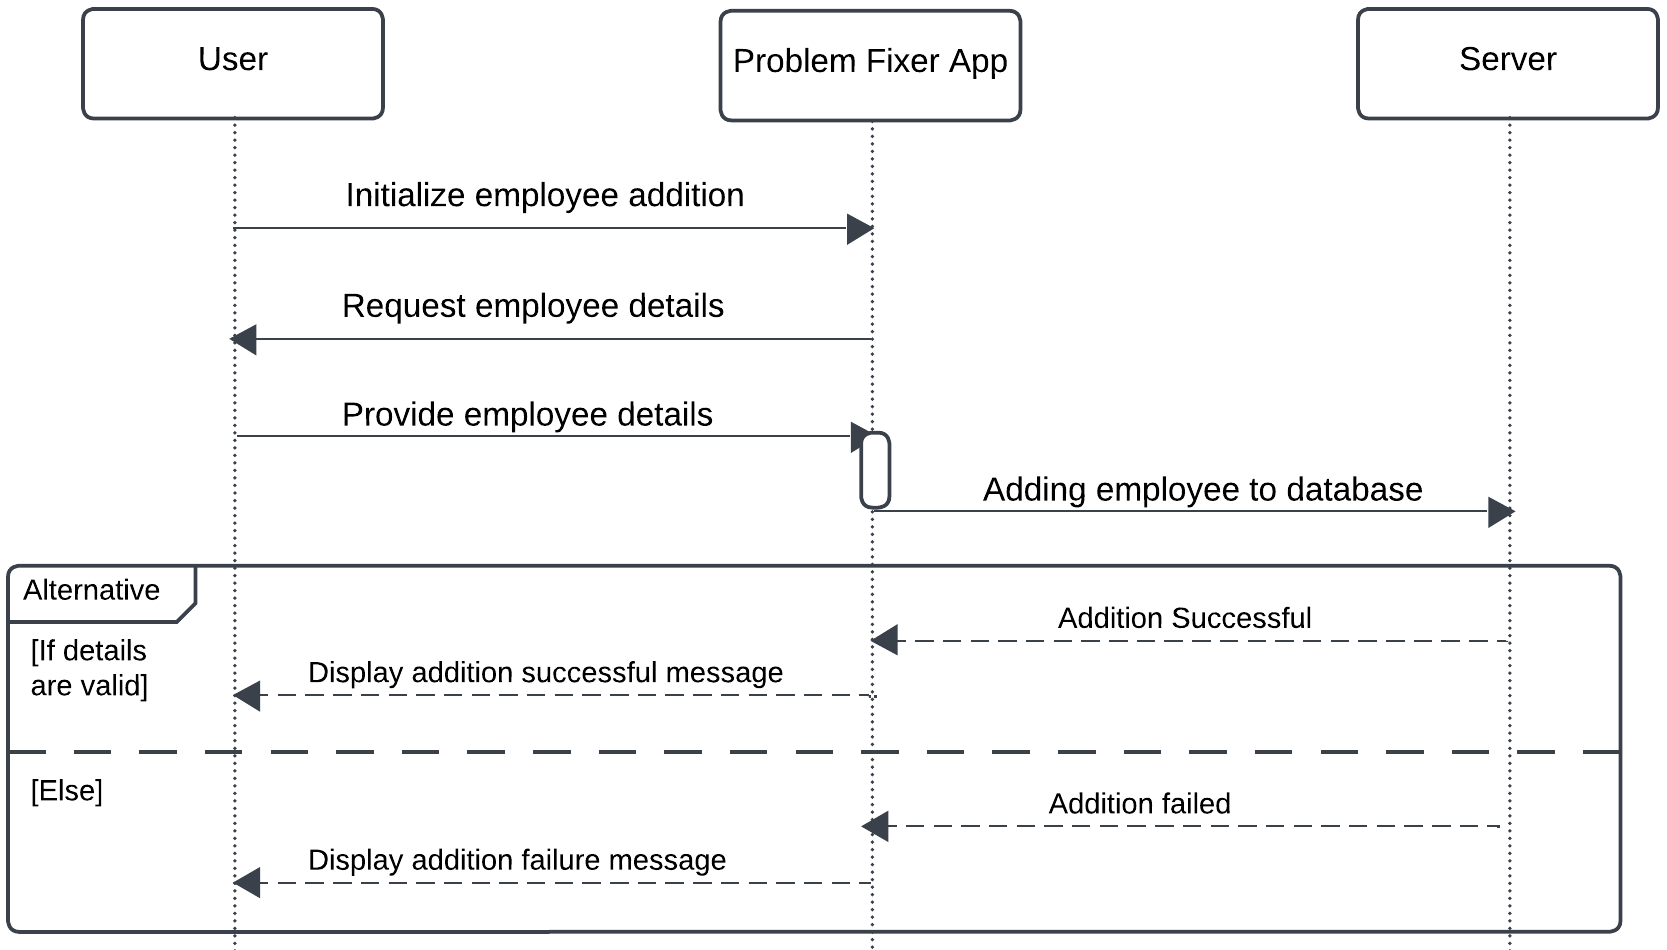 User
Problem Fixer App
Server
Initialize employee addition
Request employee details
Provide employee details
Adding employee to database
Alternative
[If details
are valid]
Addition Successful
Display addition successful message
[Else]
Addition failed
Display addition failure message